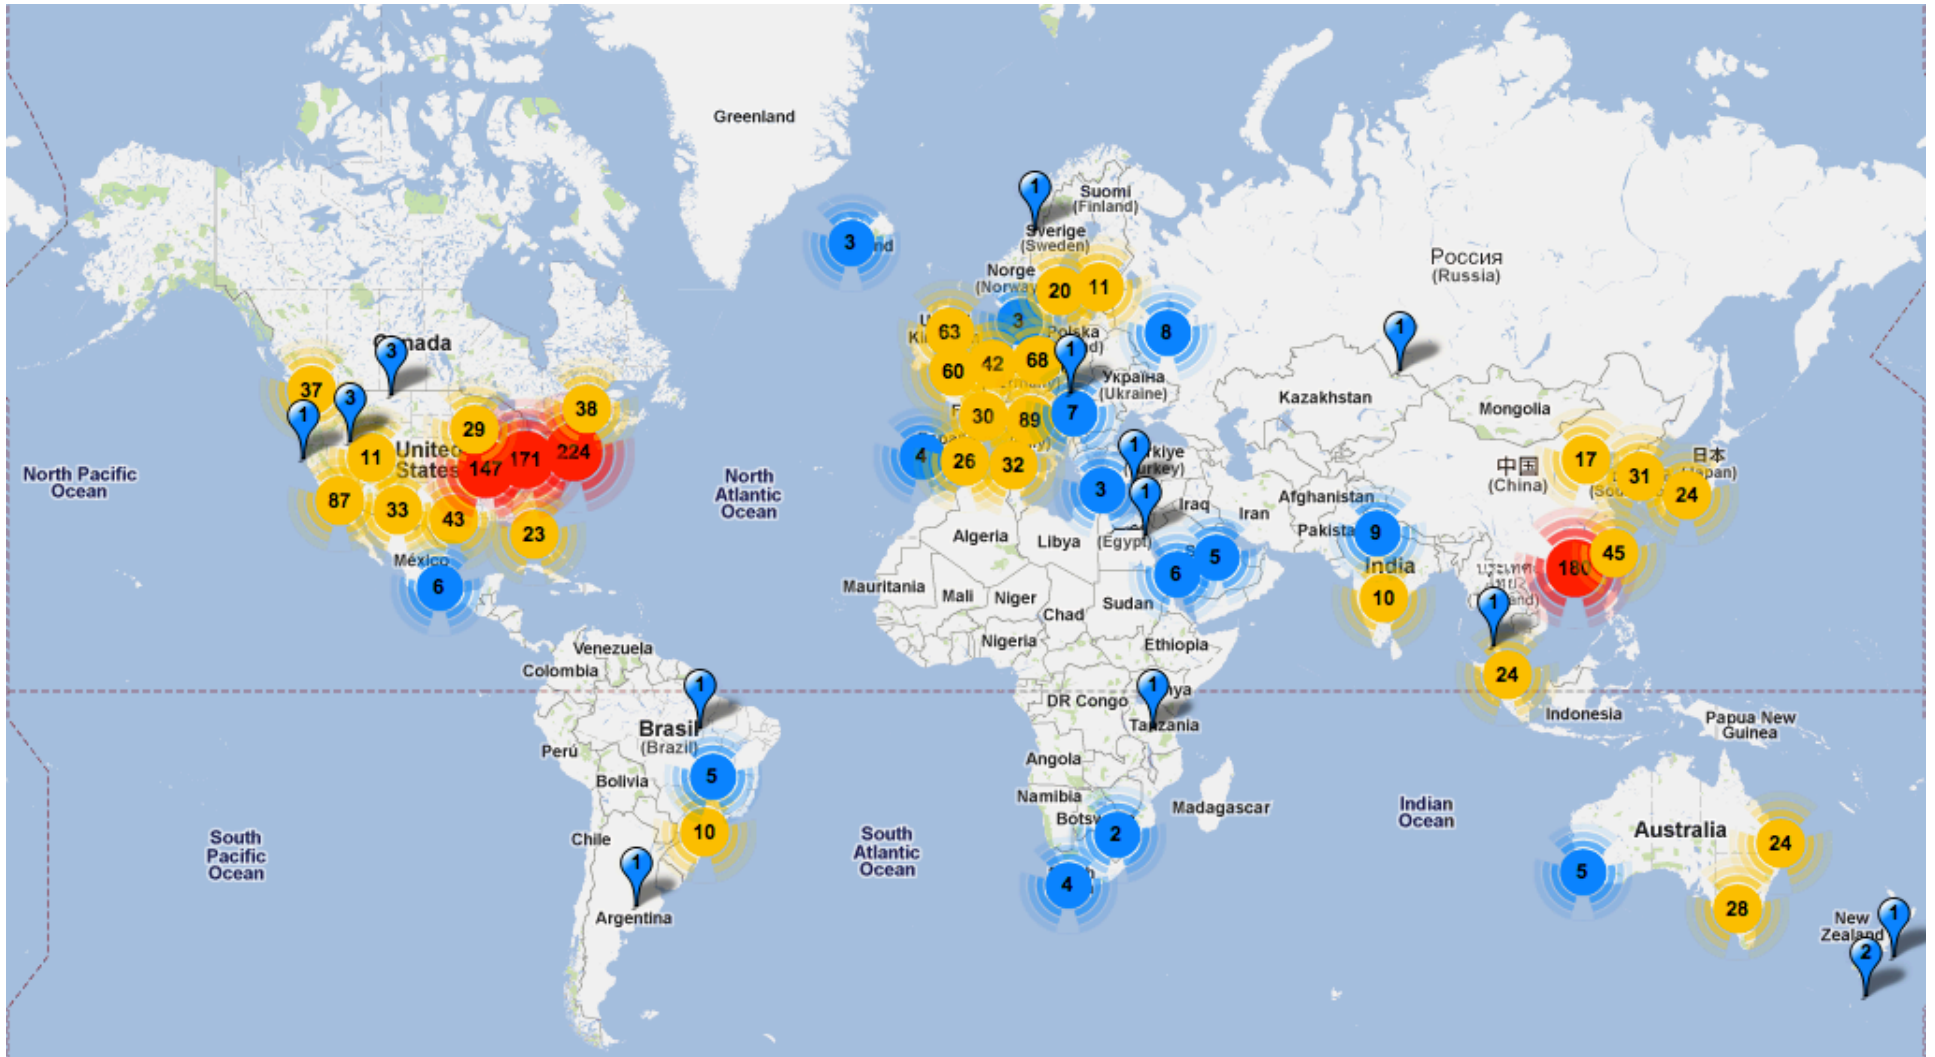 Greenland
1
Suomi
(Finland)
3
Sverige
(Sweden)
Россия
(Russia)
Norge
20
11
3
63
8
1
1
Polska
3
42
68
60
Україна
(Ukraine)
37
Kazakhstan
Mongolia
3
1
38
30
89
7
29
11
United
States
147
171
224
4
26
32
1
17
日本
中国
(China)
31
24
North Pacific
Ocean
North
Atlantic
Ocean
87
33
43
23
3
1
Iraq
Iran
Afghanistan
9
Algeria
Libya
(Egypt)
México
6
5
6
India
10
180
45
1
Mauritania
Mali
Niger
Chad
Sudan
Nigeria
Ethiopia
24
Venezuela
Colombia
1
Brasil
(Brazil)
Perú
Bolivia
5
DR Congo
1
Tanzania
Angola
Namibia
Madagascar
Indonesia
Papua New
Guinea
Indian
Ocean
South
Pacific
Ocean
Chile
10
1
Argentina
South
Atlantic
Ocean
2
4
Australia
24
5
28
New
Zealand
1
2